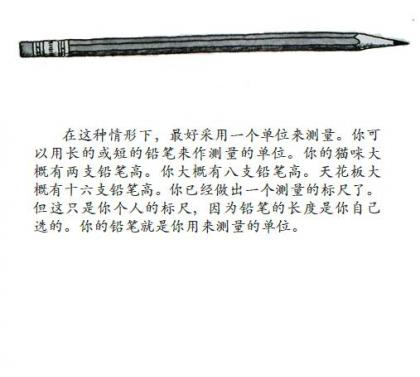 在这种情形下，最好采用一个单位来测量。你可
以用长的或短的铅笔来作测量的单位。你的猫咪大
概有两支铅笔高。你大概有八支铅笔高。天花板大
概有十六支铅笔高。你已经做出一个测量的标尺了。
但这只是你个人的标尺，因为铅笔的长度是你自己
选的。你的铅笔就是你用来测量的单位。